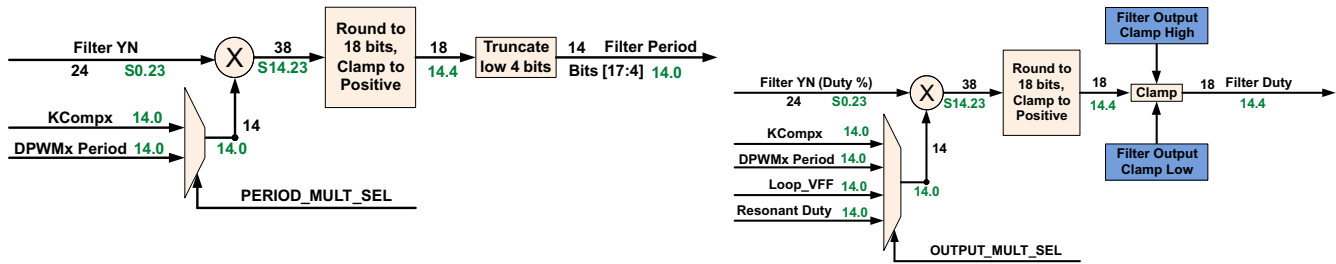 Filter YN
24 S0.23
X
38
S14.23
Round to
18 bits,
Clamp to
Positive
18
14.4
Truncate
low 4 bits
14 Filter Period
Bits [17:4] 14.0
KCompx 14.0
DPWMx Period 14.0
14
14.0
PERIOD_MULT_SEL
Filter YN (Duty %)
24 S0.23
X
38
S14.23
Round to
18 bits,
Clamp to
Positive
18
14.4
Filter Output
Clamp High
Clamp
Filter Output
Clamp Low
18 Filter Duty
14.4
KCompx 14.0
DPWMx Period 14.0
Loop_VFF 14.0
Resonant Duty 14.0
14
14.0
OUTPUT_MULT_SEL